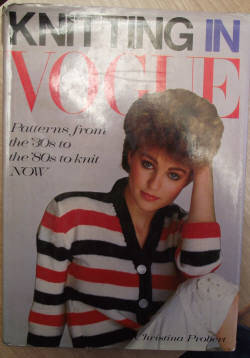 KNITTING IN
VOGUE
Patterns from
the '30s to
the '80s to knit
NOW
Christina Probert